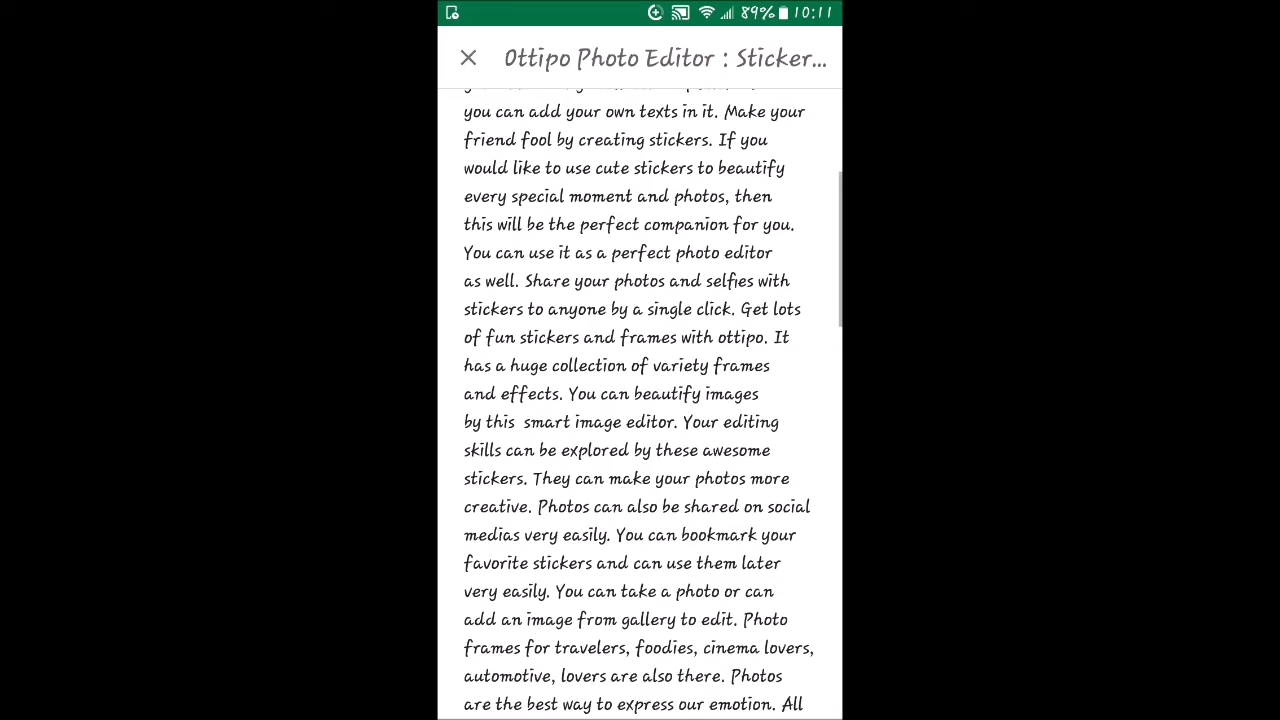 89% 10:11
Ottipo Photo Editor : Sticker...
you can add your own texts in it. Make your
friend fool by creating stickers. If you
would like to use cute stickers to beautify
every special moment and photos, then
this will be the perfect companion for you.
You can use it as a perfect photo editor
as well. Share your photos and selfies with
stickers to anyone by a single click. Get lots
of fun stickers and frames with ottipo. It
has a huge collection of variety frames
and effects. You can beautify images
by this  smart image editor. Your editing
skills can be explored by these awesome
stickers. They can make your photos more
creative. Photos can also be shared on social
medias very easily. You can bookmark your
favorite stickers and can use them later
very easily. You can take a photo or can
add an image from gallery to edit. Photo
frames for travelers, foodies, cinema lovers,
automotive, lovers are also there. Photos
are the best way to express our emotion. All